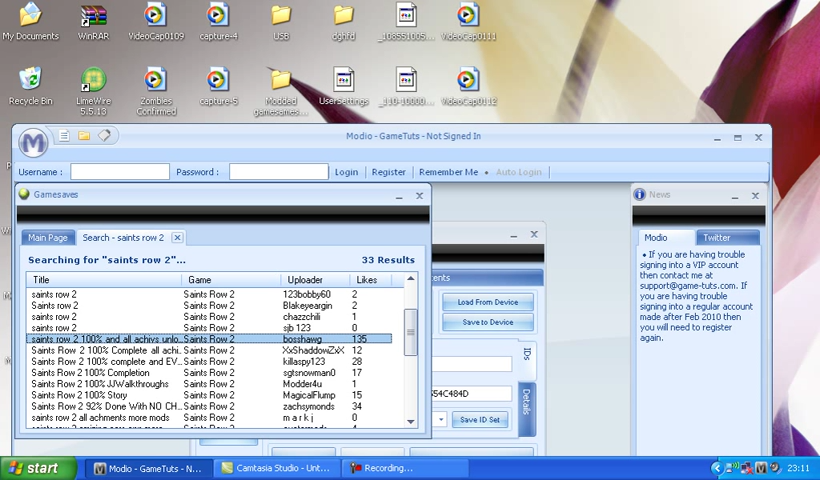 My Documents
WinRAR
VideoCap0109
capture-4
USB
dghfd
_108551005...
VideoCap0111
Recycle Bin
LimeWire
5.5.13
Zombies
Confirmed
capture-5
Modded
gamesames...
UserSettings
_110-10000...
VideoCap0112
Modio - GameTuts - Not Signed In
Username :
Password :
Login
Register
Remember Me
Auto Login
Gamesaves
News
Main Page
Search - saints row 2
Modio
Twitter
Searching for "saints row 2"...
33 Results
Title Game Uploader Likes
saints row 2 Saints Row 2 123bobby60 2
saints row 2 Saints Row 2 Blakeyeargin 2
saints row 2 Saints Row 2 chazzchili 1
saints row 2 Saints Row 2 sjb 123 0
saints row 2 100% and all achivs unlo... Saints Row 2 bosshawg 135
Saints Row 2 100% Complete all achi... Saints Row 2 XxShaddowZxX 12
Saints Row 2 100% complete and EV... Saints Row 2 killaspy123 28
Saints Row 2 100% Completion Saints Row 2 sgtsnowman0 17
Saints Row 2 100% JJWalkthroughs Saints Row 2 Modder4u 1
Saints Row 2 100% Story Saints Row 2 MagicalFlump 15
Saints Row 2 92% Done With NO CH... Saints Row 2 zachsymonds 34
saints row 2 all achments more mods Saints Row 2 m a r k j 0
Load From Device
Save to Device
IDs
Details
54C484D
Save ID Set
• If you are having trouble
signing into a VIP account
then contact me at
support@game-tuts.com. If
you are having trouble
signing into a regular account
made after Feb 2010 then
you will need to register
again.
start
Modio - GameTuts - N...
Camtasia Studio - Unt...
Recording...
23:11